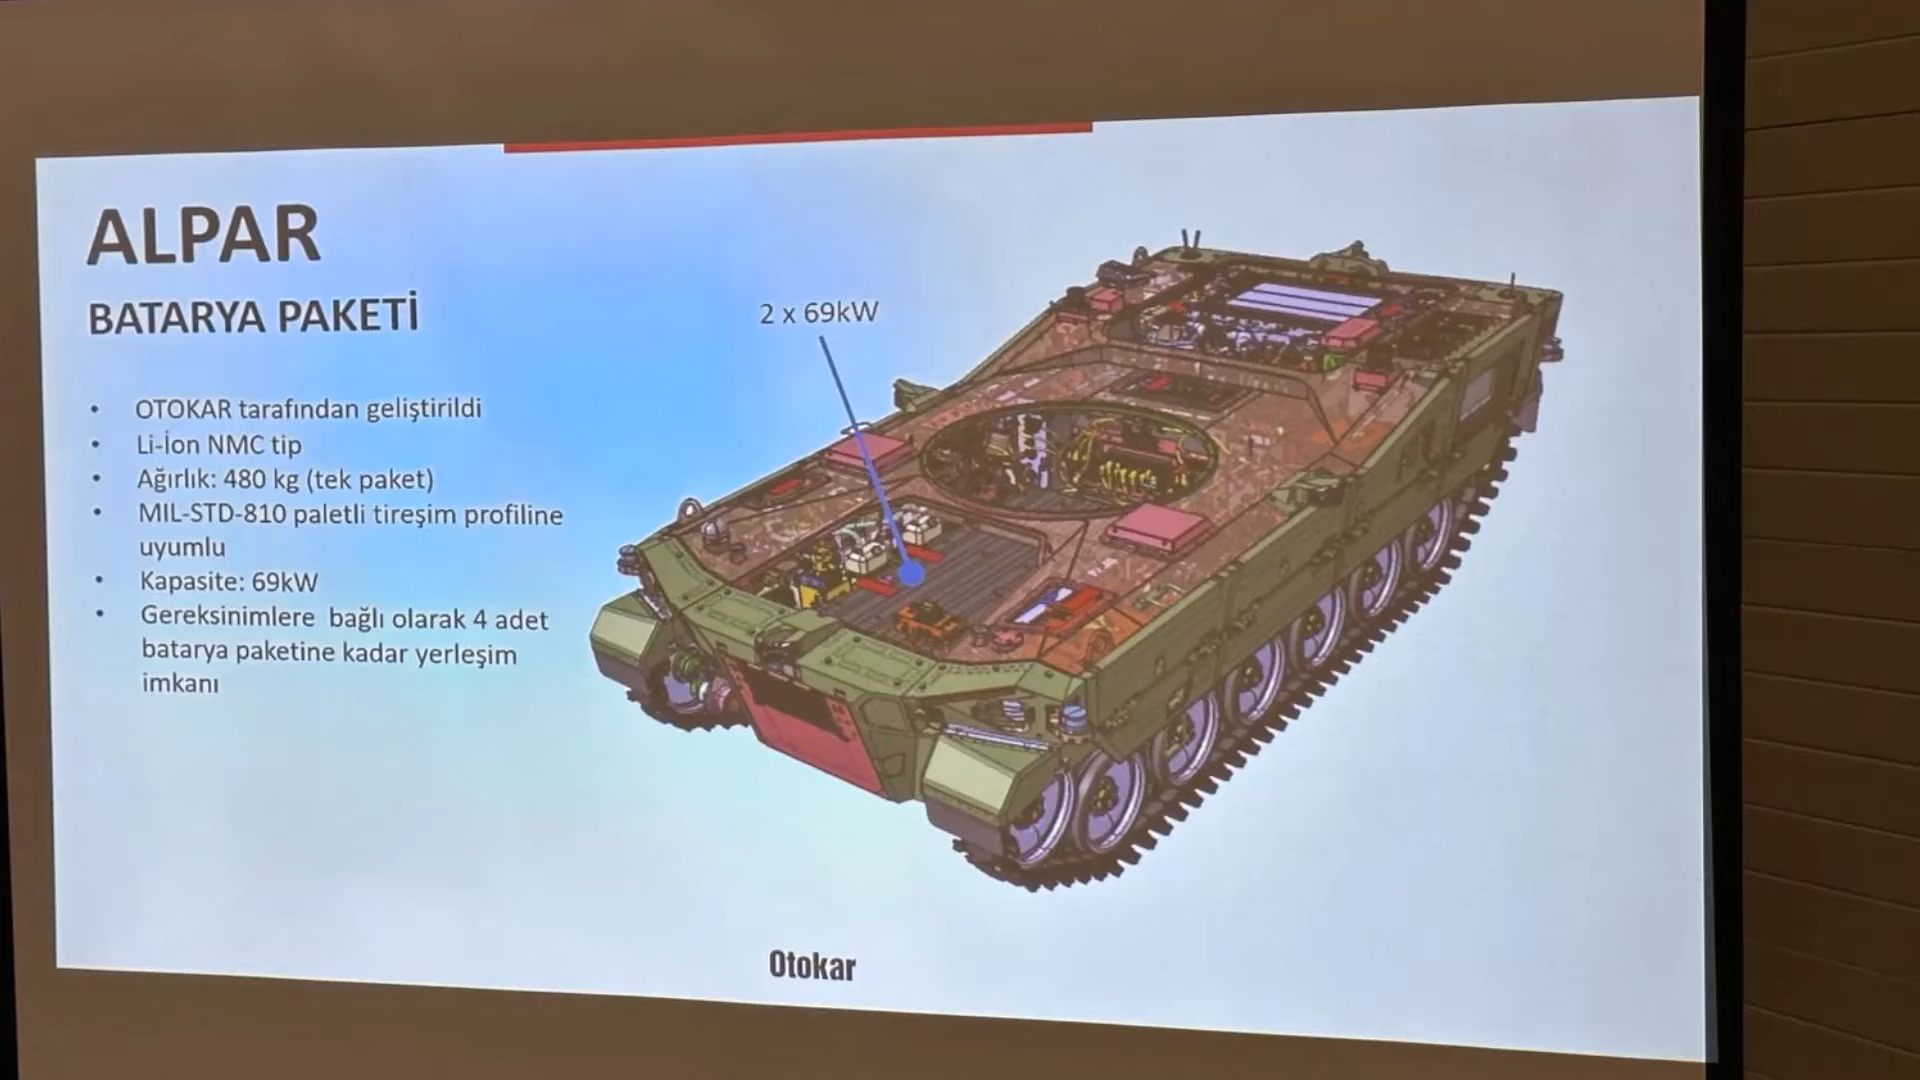 ALPAR
BATARYA PAKETİ
• OTOKAR tarafından geliştirildi
• Li-İon NMC tip
• Ağırlık: 480 kg (tek paket)
• MIL-STD-810 paletli tireşim profiline
uyumlu
• Kapasite: 69kW
• Gereksinimlere bağlı olarak 4 adet
batarya paketine kadar yerleşim
imkanı
2 x 69kW
Otokar